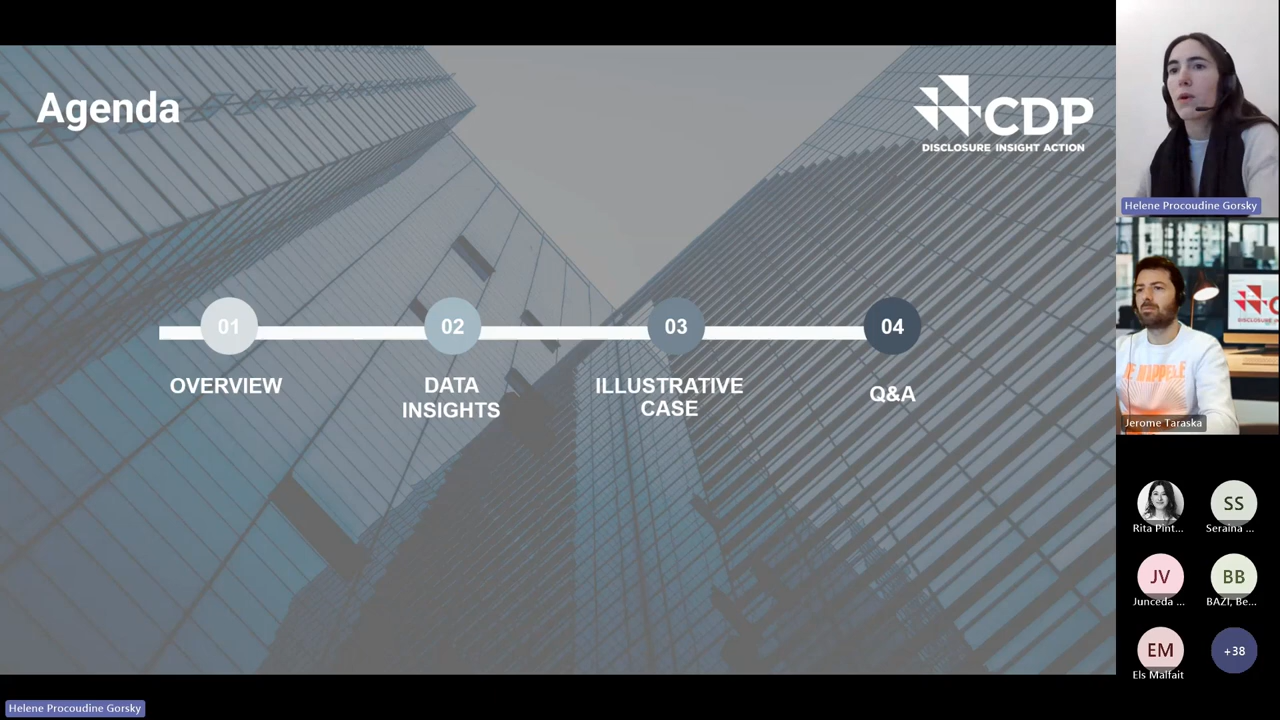 Agenda
CDP
DISCLOSURE INSIGHT ACTION
01
02
03
04
OVERVIEW
DATA
INSIGHTS
ILLUSTRATIVE
CASE
Q&A
Helene Procoudine Gorsky
Jerome Taraska
Rita Pint...
SS
Seraina ...
JV
Junceda ...
BB
BAZI, Be...
EM
Els Malfait
+38
Helene Procoudine Gorsky